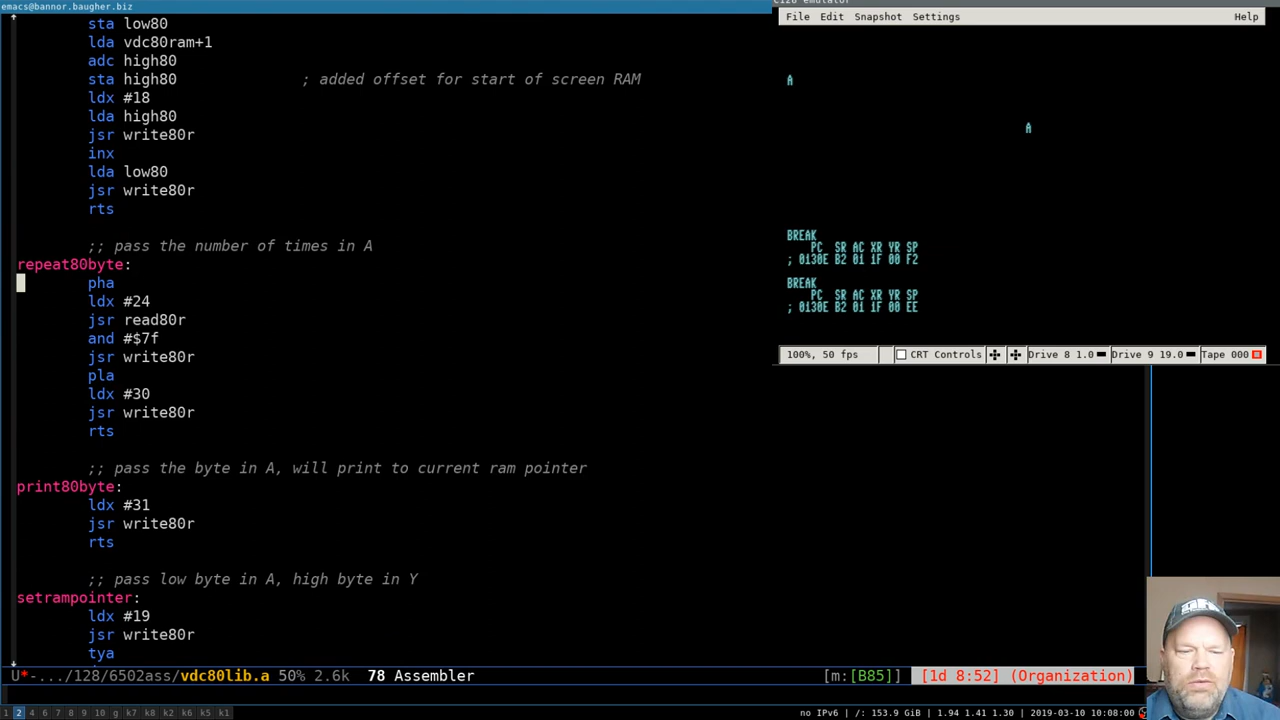 emacs@bannor.baugher.biz
sta low80
lda vdc80ram+1
adc high80
sta high80 ; added offset for start of screen RAM
ldx #18
lda high80
jsr write80r
inx
lda low80
jsr write80r
rts
;; pass the number of times in A
repeat80byte:
pha
ldx #24
jsr read80r
and #$7f
jsr write80r
pla
ldx #30
jsr write80r
rts
;; pass the byte in A, will print to current ram pointer
print80byte:
ldx #31
jsr write80r
rts
;; pass low byte in A, high byte in Y
setrampointer:
ldx #19
jsr write80r
tya
U*-.../128/6502ass/vdc80lib.a 50% 2.6k 78 Assembler [m:[B85]] [1d 8:52] (Organization)
C128 emulator
File Edit Snapshot Settings Help
A
A
BREAK
PC SR AC XR YR SP
; 0130E B2 01 1F 00 F2
BREAK
PC SR AC XR YR SP
; 0130E B2 01 1F 00 EE
100%, 50 fps CRT Controls Drive 8 1.0 Drive 9 19.0 Tape 000
1 2 3 4 5 6 7 8 9 10 g k7 k8 k2 k6 k5 k1
no IPv6 | /: 153.9 GiB | 1.94 1.41 1.30 | 2019-03-10 10:08:00